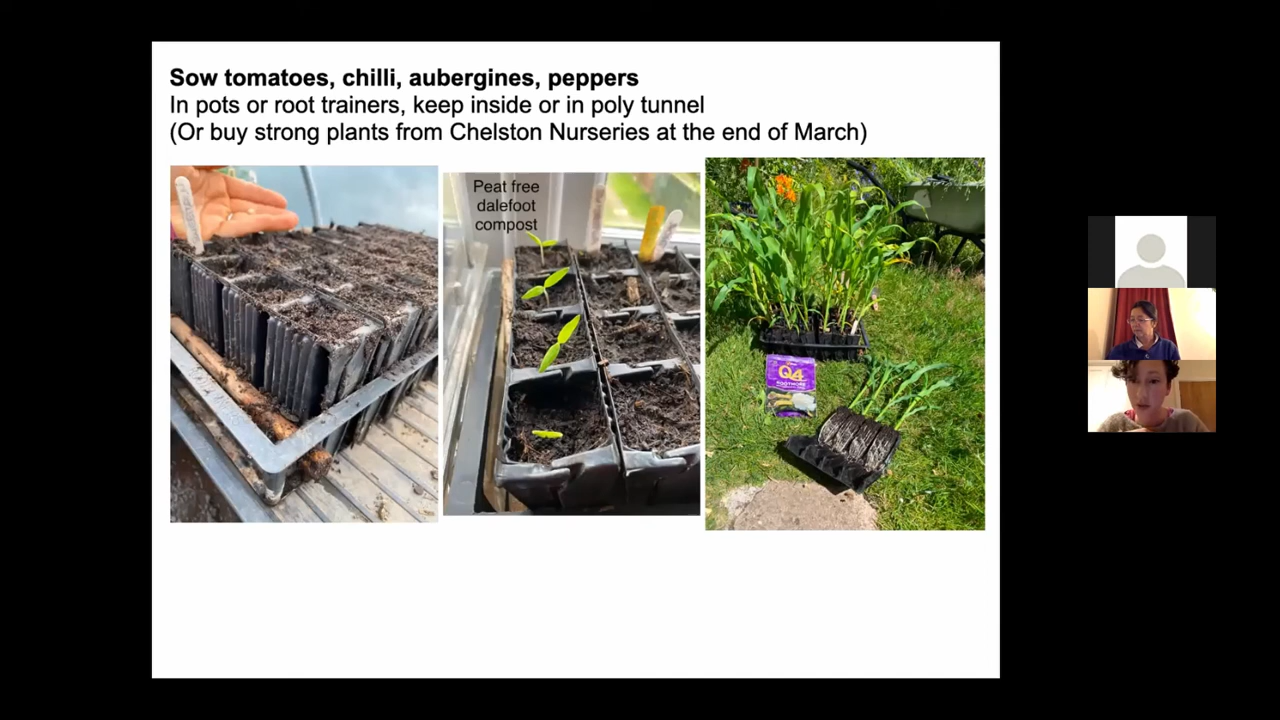 Sow tomatoes, chilli, aubergines, peppers
In pots or root trainers, keep inside or in poly tunnel
(Or buy strong plants from Chelston Nurseries at the end of March)
Peat free
dalefoot
compost
Q4
ROOTMORE